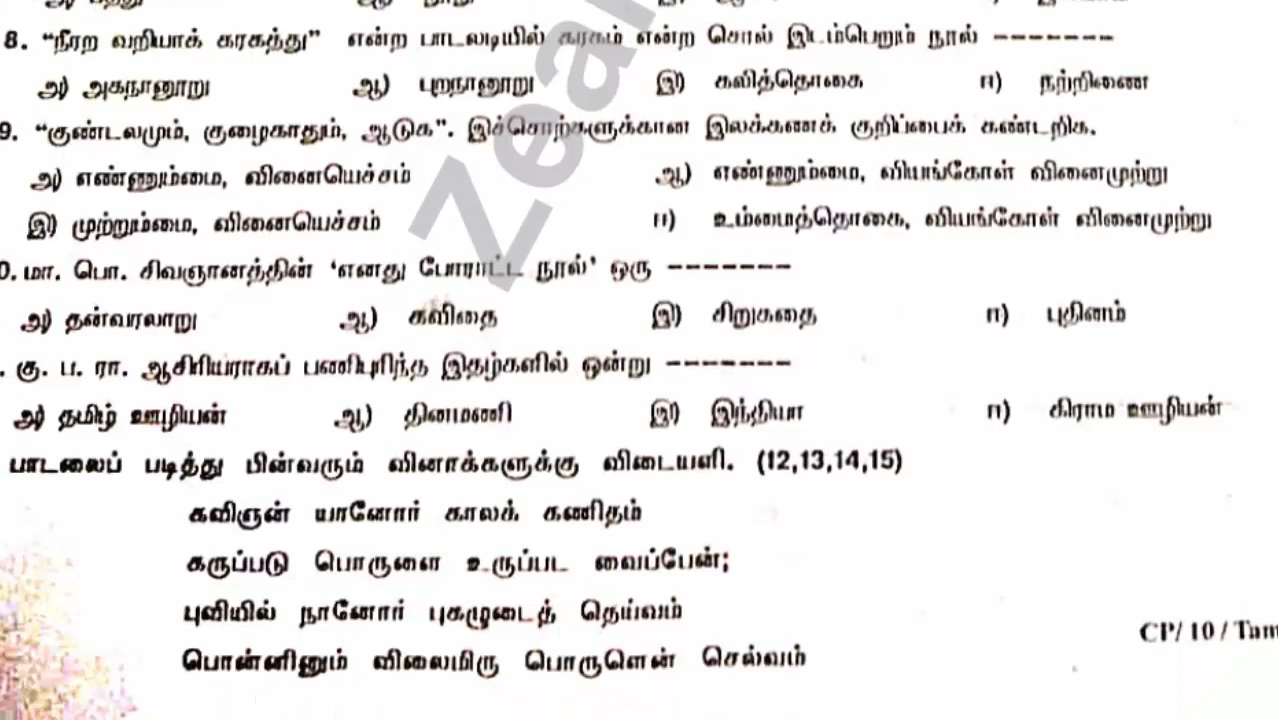 8. “நீரற வறியாக் கரகத்து” என்ற பாடலடியில் கரகம் என்ற சொல் இடம்பெறும் நூல் -------
அ) அகநானூறு ஆ) புறநானூறு இ) கலித்தொகை ஈ) நற்றிணை
9. “குண்டலமும், குழைகாதும், ஆடுக”. இச்சொற்களுக்கான இலக்கணக் குறிப்பைக் கண்டறிக.
அ) எண்ணும்மை, வினையெச்சம் ஆ) எண்ணும்மை, வியங்கோள் வினைமுற்று
இ) முற்றும்மை, வினையெச்சம் ஈ) உம்மைத்தொகை, வியங்கோள் வினைமுற்று
0. மா. பொ. சிவஞானத்தின் ‘எனது போராட்டநூல்’ ஒரு -------
அ) தன்வரலாறு ஆ) கவிதை இ) சிறுகதை ஈ) புதினம்
. கு. ப. ரா. ஆசிரியராகப் பணிபுரிந்த இதழ்களில் ஒன்று -------
அ) தமிழ் ஊழியன் ஆ) தினமணி இ) இந்தியா ஈ) கிராம ஊழியன்
பாடலைப் படித்து பின்வரும் வினாக்களுக்கு விடையளி. (12,13,14,15)
கவிஞன் யானோர் காலக் கணிதம்
கருப்படு பொருளை உருப்பட வைப்பேன்;
புவியில் நானோர் புகழுடைத் தெய்வம்
CP/ 10 / Tam
பொன்னினும் விலைமிகு பொருளென் செல்வம்
Zeal